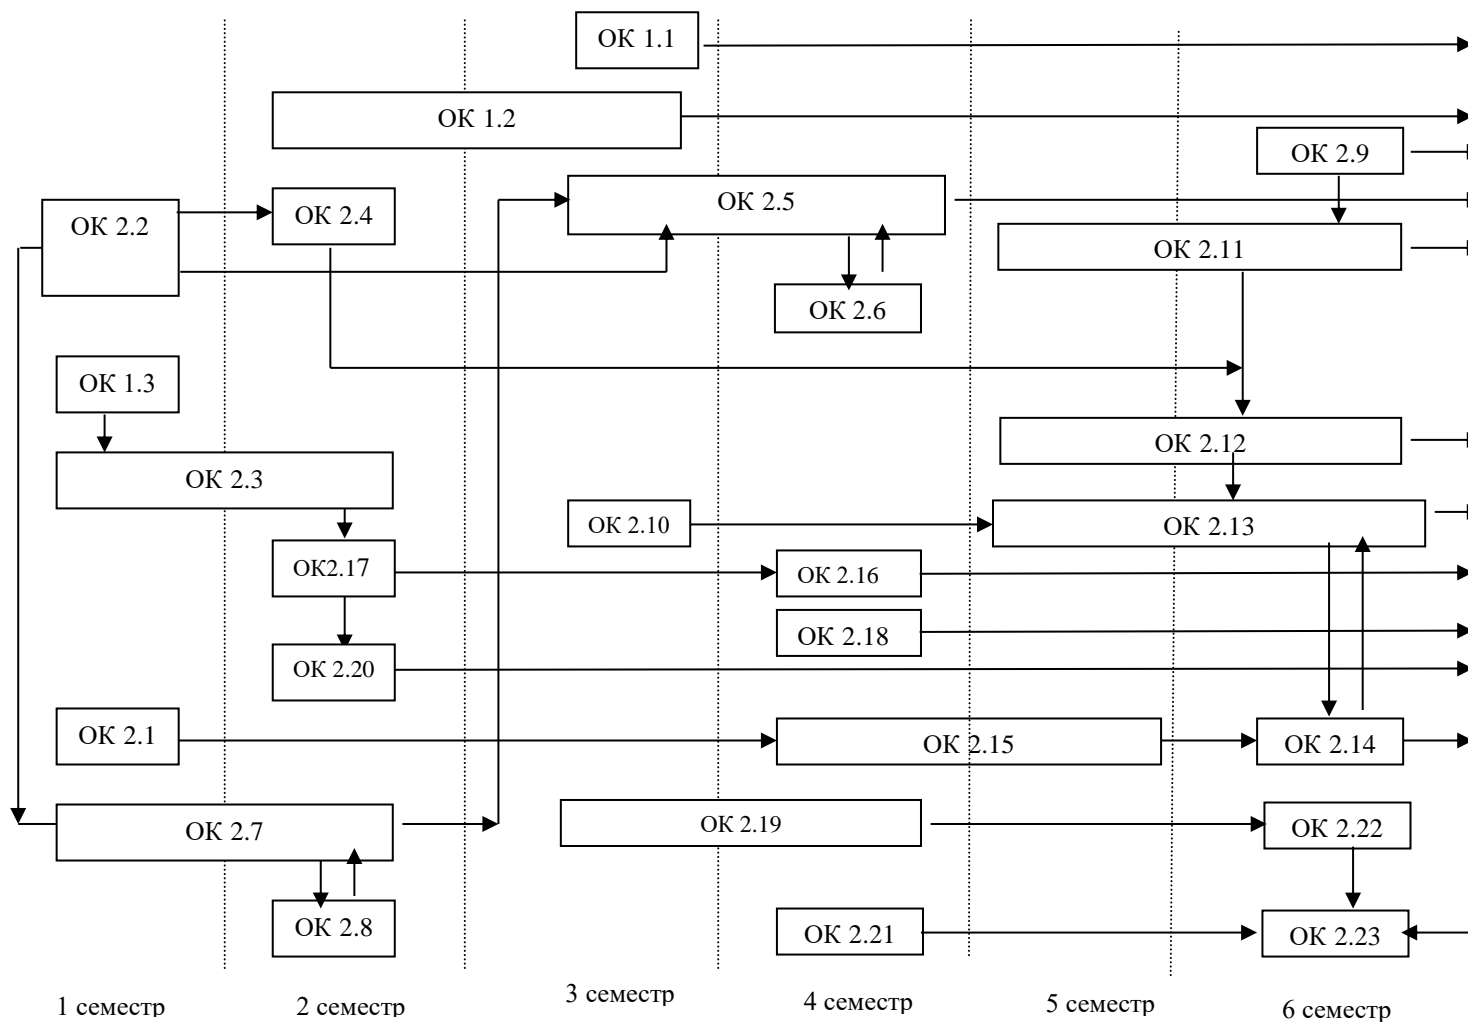 ОК 1.1
ОК 1.2
ОК 2.9
ОК 2.2
ОК 2.4
ОК 2.5
ОК 2.11
ОК 2.6
ОК 1.3
ОК 2.3
ОК 2.12
ОК 2.10
ОК 2.13
ОК2.17
ОК 2.16
ОК 2.18
ОК 2.20
ОК 2.1
ОК 2.15
ОК 2.14
ОК 2.7
ОК 2.19
ОК 2.22
ОК 2.8
ОК 2.21
ОК 2.23
1 семестр
2 семестр
3 семестр
4 семестр
5 семестр
6 семестр